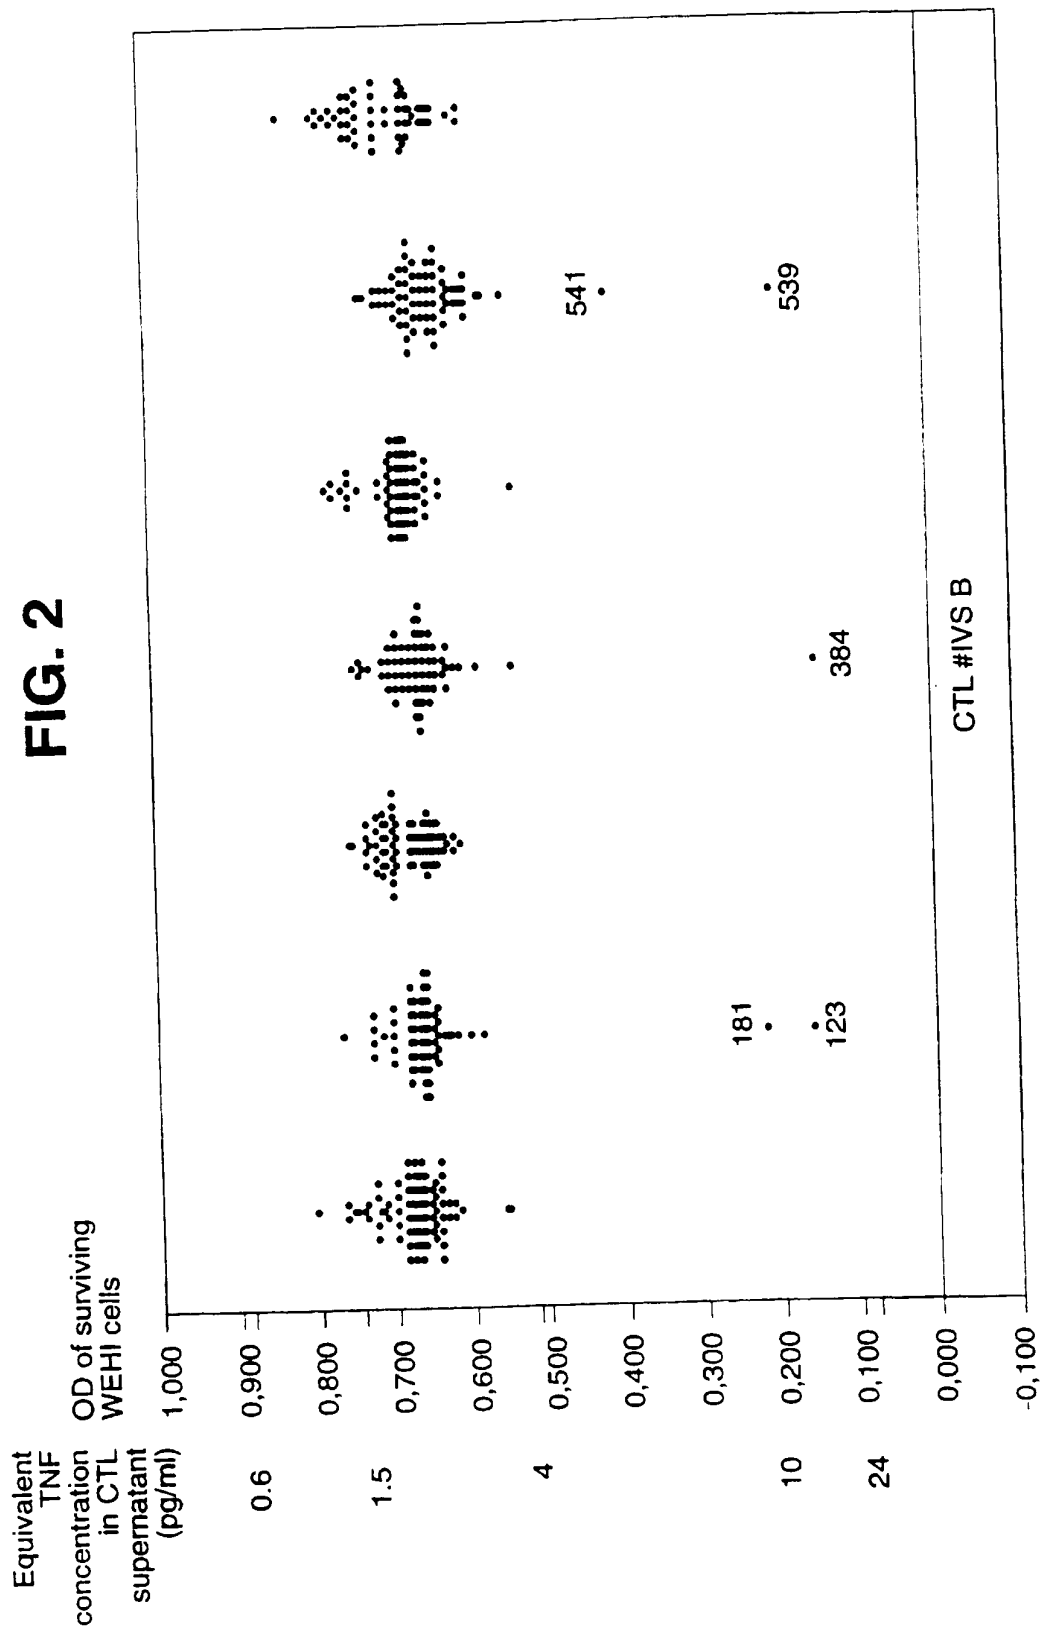 FIG. 2
Equivalent
TNF
concentration
in CTL
supernatant
(pg/ml)
OD of surviving
WEHI cells
1,000
0.6
0,900
0,800
1.5
0,700
0,600
4
0,500
0,400
0,300
10
0,200
24
0,100
0,000
-0,100
181
123
384
541
539
CTL #IVS B